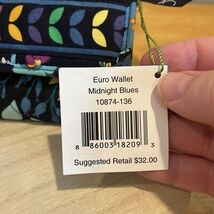 Euro Wallet
Midnight Blues
10874-136
8 86003 18209 3
Suggested Retail $32.00